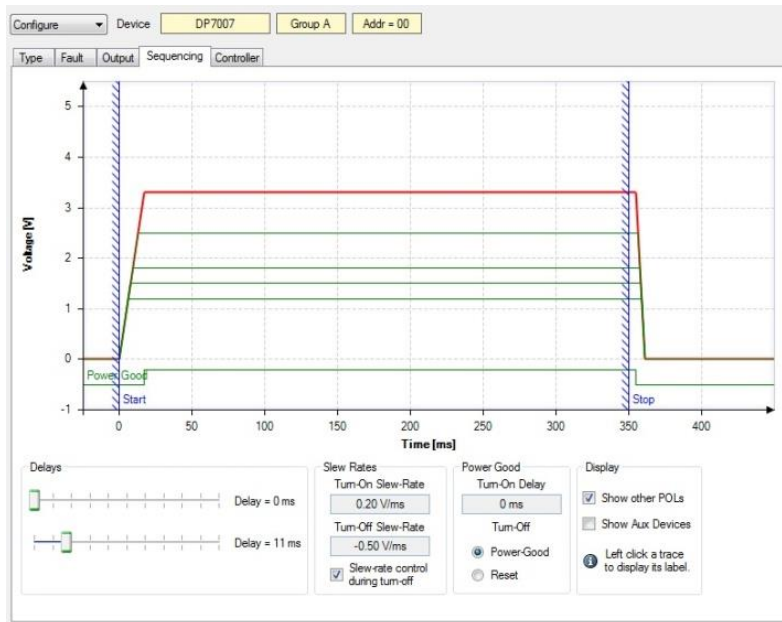 Configure Device DP7007 Group A Addr = 00
Type Fault Output Sequencing Controller
5
4
3
2
1
0
-1
Voltage [V]
Power Good
Start
Stop
0 50 100 150 200 250 300 350 400
Time [ms]
Delays
Delay = 0 ms
Delay = 11 ms
Slew Rates
Turn-On Slew-Rate
0.20 V/ms
Turn-Off Slew-Rate
-0.50 V/ms
Slew-rate control
during turn-off
Power Good
Turn-On Delay
0 ms
Turn-Off
Power-Good
Reset
Display
Show other POLs
Show Aux Devices
Left click a trace
to display its label.